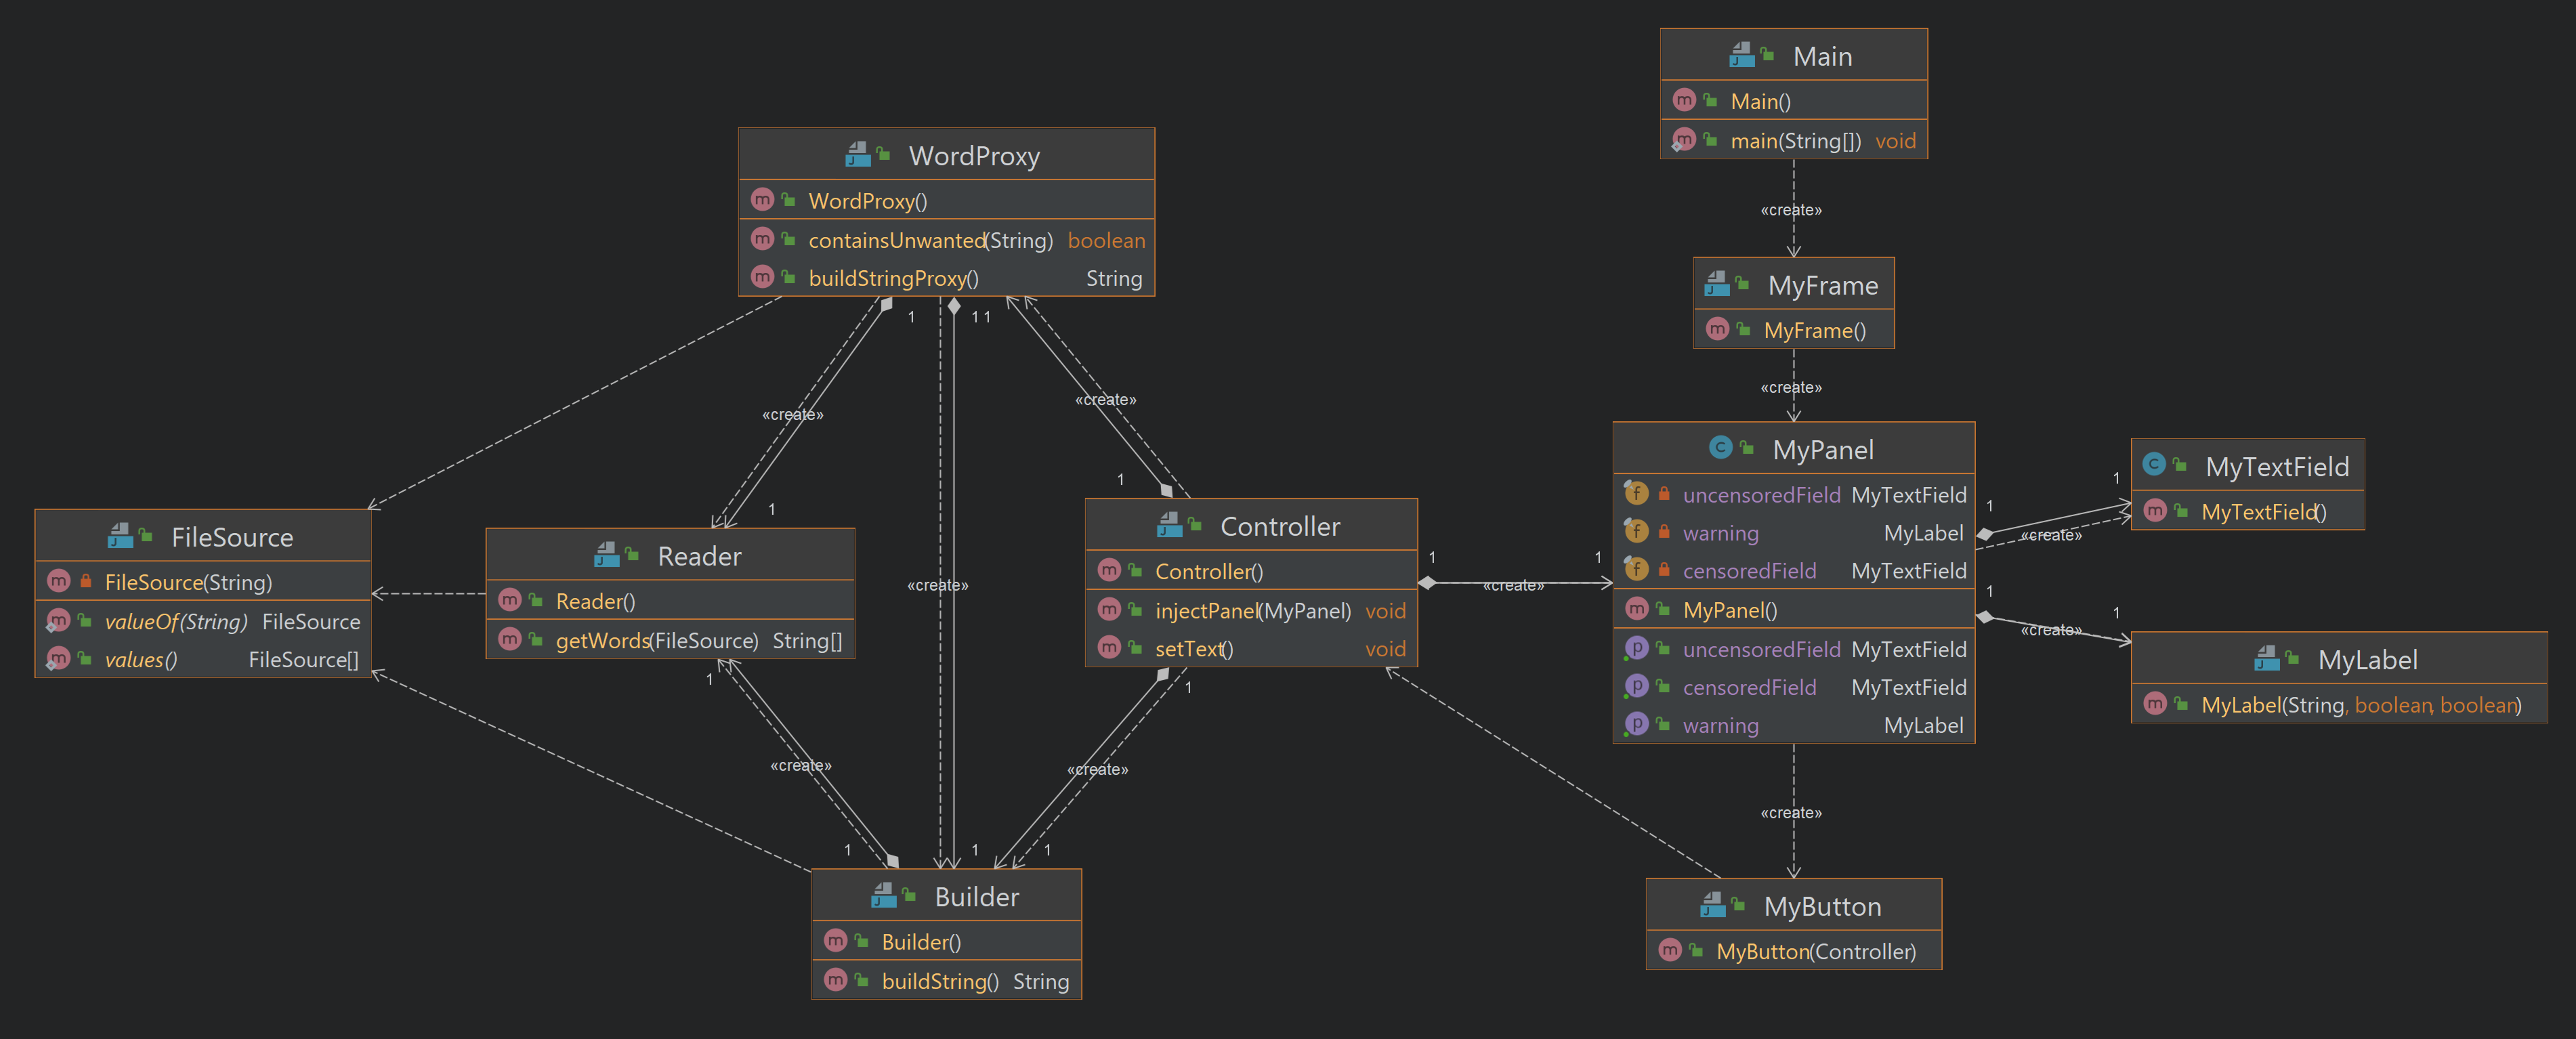 Main
Main()
main(String[]) void
«create»
MyFrame
MyFrame()
«create»
WordProxy
WordProxy()
containsUnwanted(String) boolean
buildStringProxy() String
1
1 1
«create»
«create»
1
1
«create»
FileSource
FileSource(String)
valueOf(String) FileSource
values() FileSource[]
Reader
Reader()
getWords(FileSource) String[]
1
Controller
Controller()
injectPanel(MyPanel) void
setText() void
1
1
1
«create»
MyPanel
uncensoredField MyTextField
warning MyLabel
censoredField MyTextField
MyPanel()
uncensoredField MyTextField
censoredField MyTextField
warning MyLabel
1
1
«create»
MyTextField
MyTextField()
1
1
«create»
MyLabel
MyLabel(String, boolean, boolean)
«create»
«create»
«create»
1
1
1
Builder
Builder()
buildString() String
MyButton
MyButton(Controller)